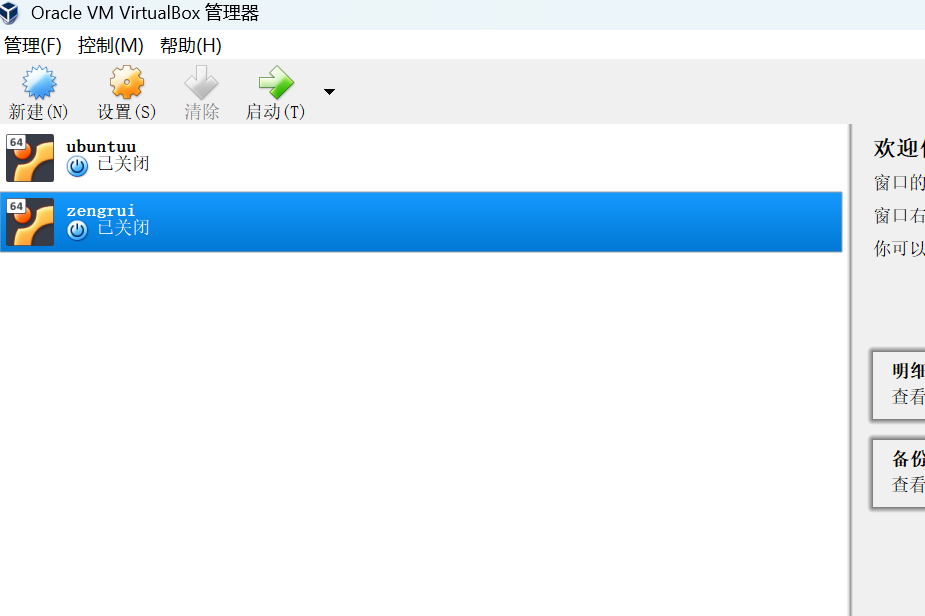 Oracle VM VirtualBox 管理器
管理(F) 控制(M) 帮助(H)
新建(N) 设置(S) 清除 启动(T)
64
ubuntuu
已关闭
64
zengrui
已关闭
欢迎
窗口的
窗口右
你可以
明细
查看
备份
查看